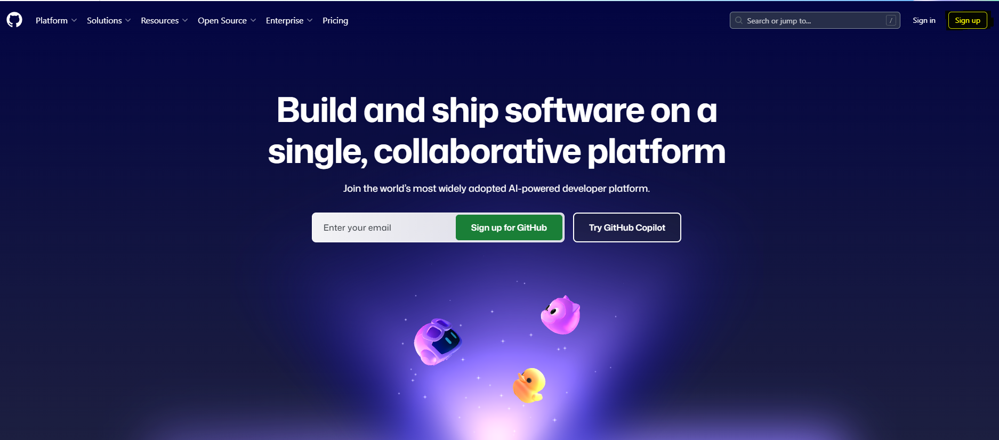 Platform Solutions Resources Open Source Enterprise Pricing Search or jump to... / Sign in Sign up
Build and ship software on a
single, collaborative platform
Join the world’s most widely adopted AI-powered developer platform.
Enter your email Sign up for GitHub Try GitHub Copilot